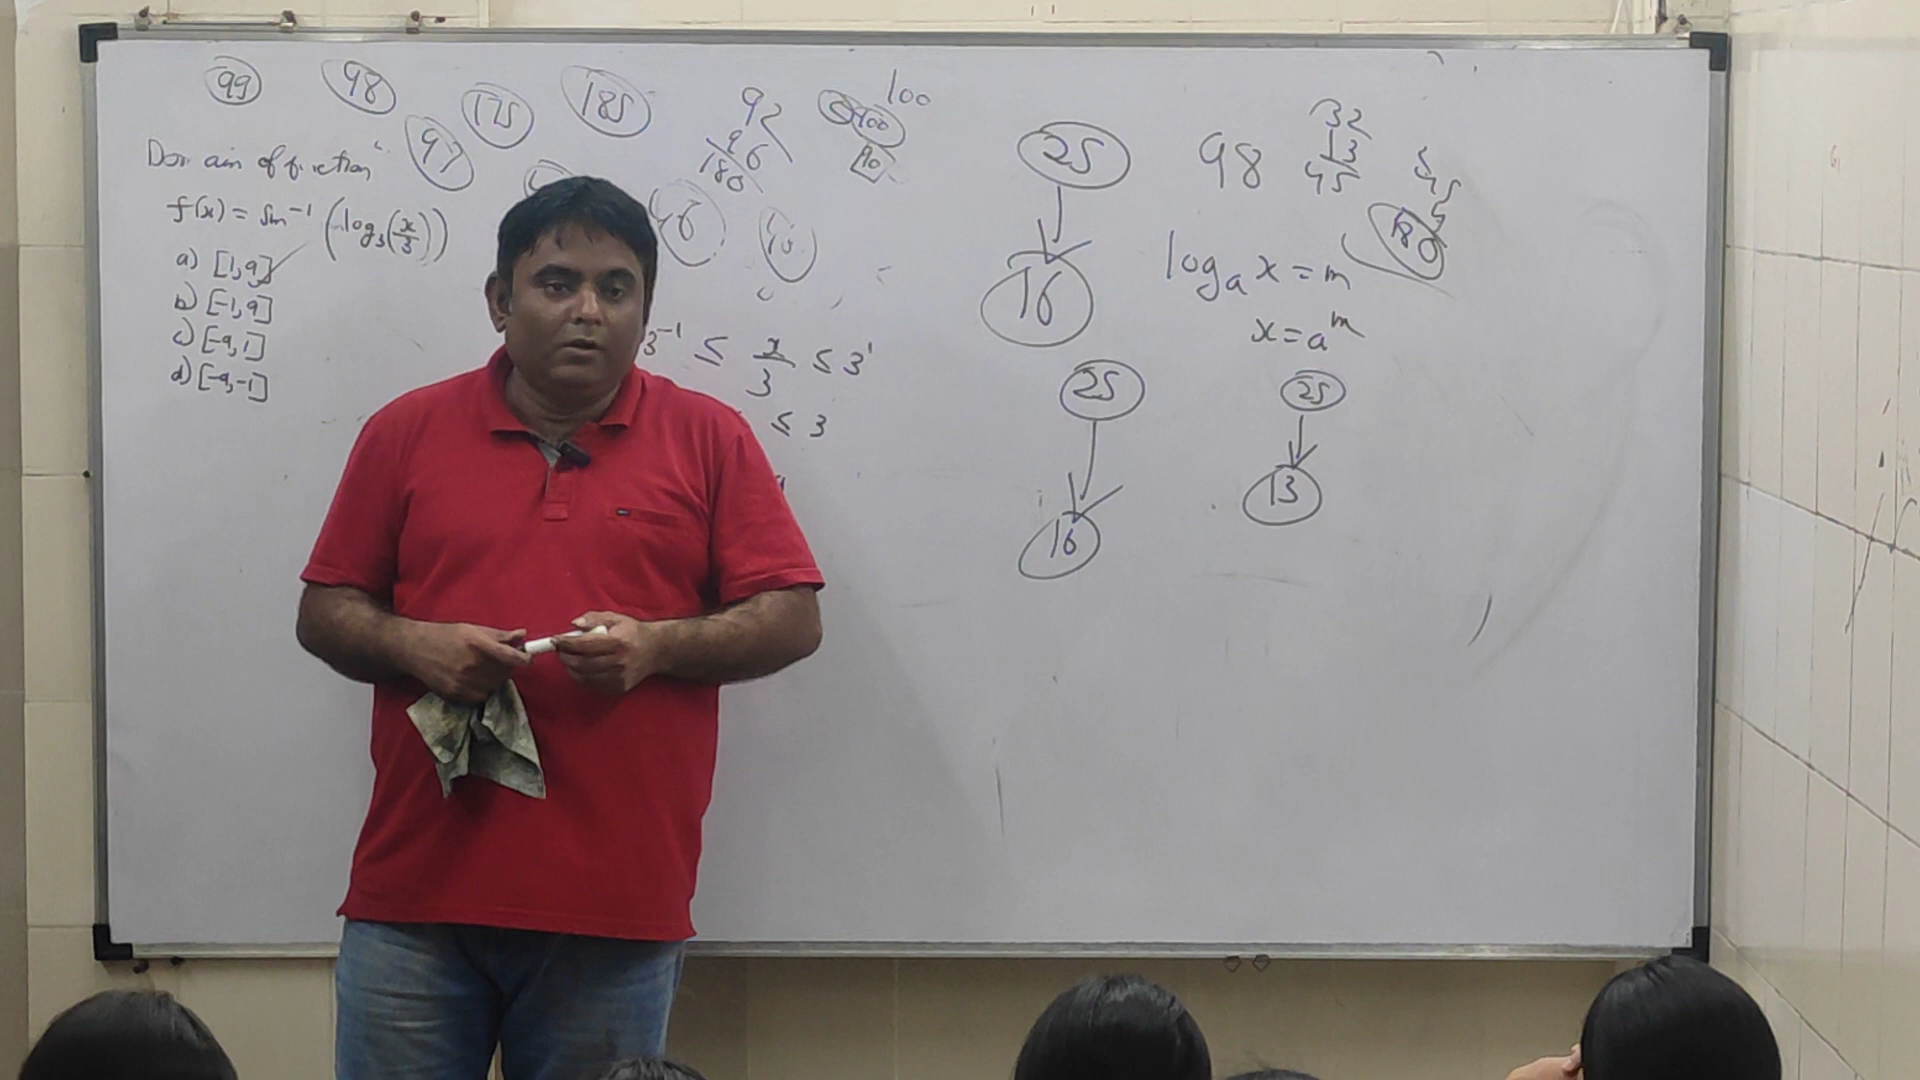 99 98 175 185 92 100
97
96
180
90
Domain of function
f(x) = Sin⁻¹ (log₃(x/3))
a) [1,9] ✓
b) [-1,9]
c) [-9,1]
d) [-9,-1]
3⁻¹ ≤ x/3 ≤ 3¹
≤ 3
25
16
98
32
13
45
180
logₐ x = m
x = aᵐ
25
16
25
13